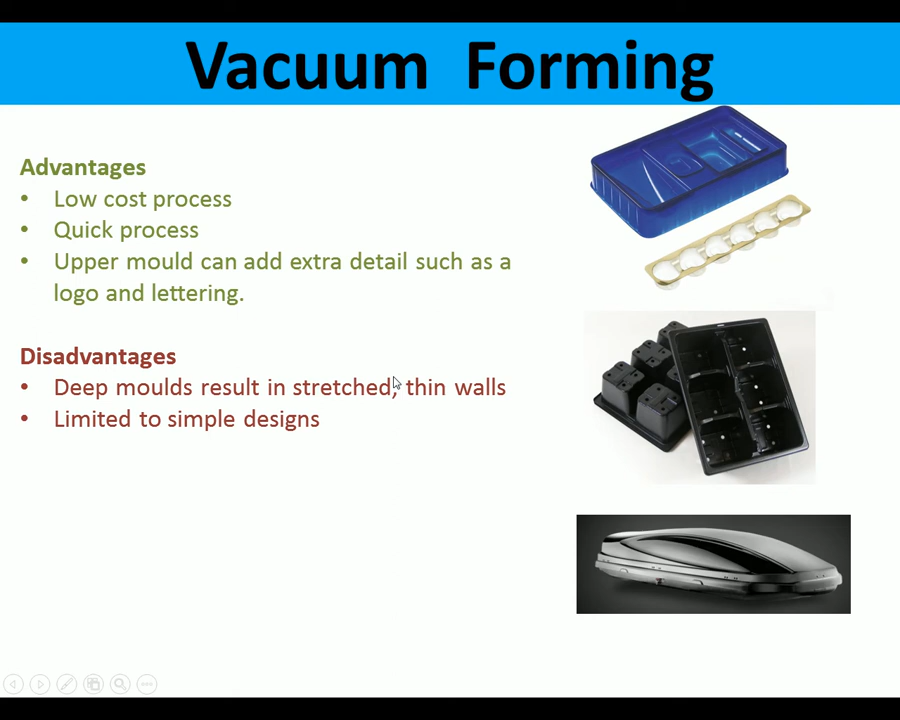 Vacuum Forming
Advantages
• Low cost process
• Quick process
• Upper mould can add extra detail such as a
logo and lettering.
Disadvantages
• Deep moulds result in stretched, thin walls
• Limited to simple designs